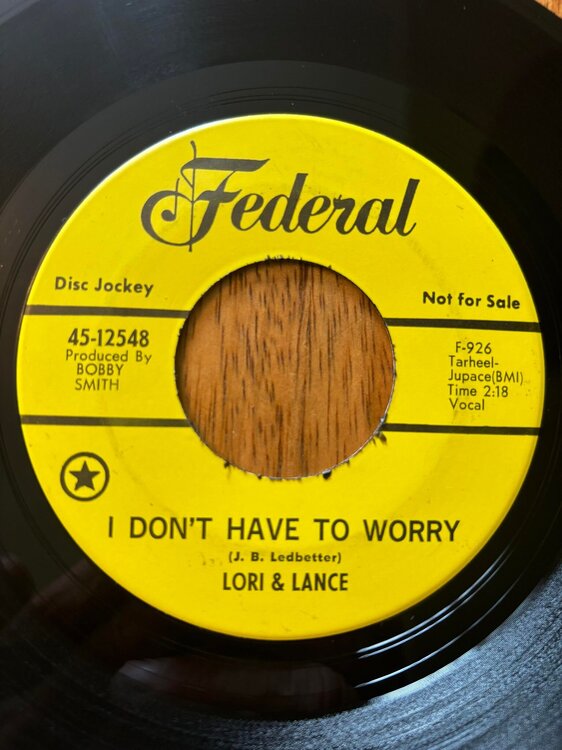 Federal
Disc Jockey
Not for Sale
45-12548
Produced By
BOBBY
SMITH
F-926
Tarheel-
Jupace(BMI)
Time 2:18
Vocal
I DON'T HAVE TO WORRY
(J. B. Ledbetter)
LORI & LANCE